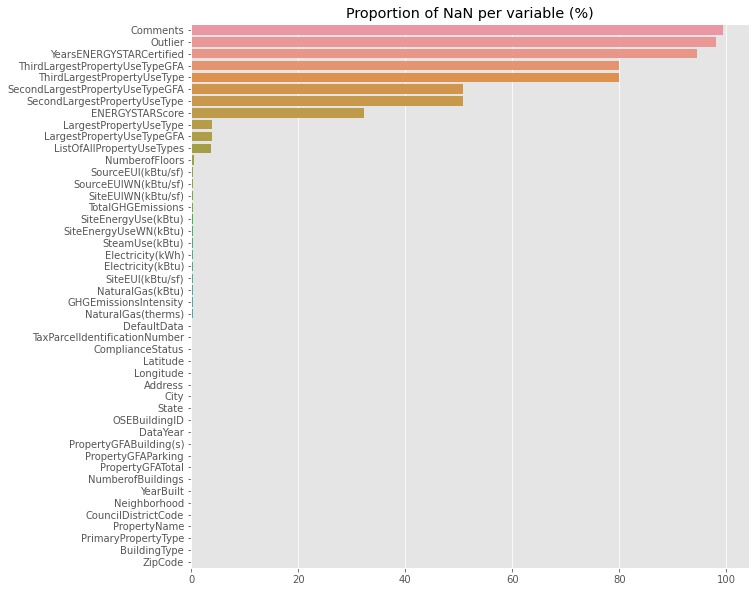 Proportion of NaN per variable (%)
Comments
Outlier
YearsENERGYSTARCertified
ThirdLargestPropertyUseTypeGFA
ThirdLargestPropertyUseType
SecondLargestPropertyUseTypeGFA
SecondLargestPropertyUseType
ENERGYSTARScore
LargestPropertyUseType
LargestPropertyUseTypeGFA
ListOfAllPropertyUseTypes
NumberofFloors
SourceEUI(kBtu/sf)
SourceEUIWN(kBtu/sf)
SiteEUIWN(kBtu/sf)
TotalGHGEmissions
SiteEnergyUse(kBtu)
SiteEnergyUseWN(kBtu)
SteamUse(kBtu)
Electricity(kWh)
Electricity(kBtu)
SiteEUI(kBtu/sf)
NaturalGas(kBtu)
GHGEmissionsIntensity
NaturalGas(therms)
DefaultData
TaxParcelIdentificationNumber
ComplianceStatus
Latitude
Longitude
Address
City
State
OSEBuildingID
DataYear
PropertyGFABuilding(s)
PropertyGFAParking
PropertyGFATotal
NumberofBuildings
YearBuilt
Neighborhood
CouncilDistrictCode
PropertyName
PrimaryPropertyType
BuildingType
ZipCode
0 20 40 60 80 100